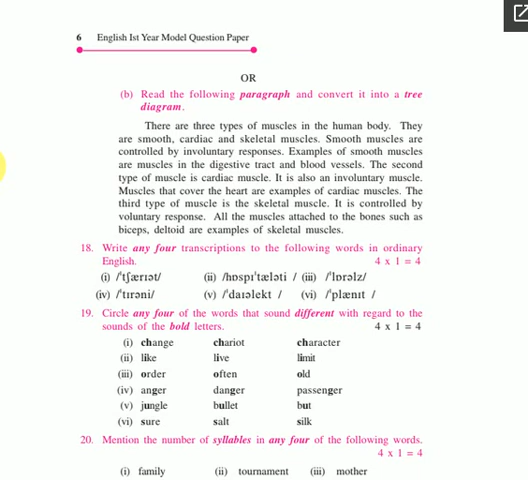 6 English Ist Year Model Question Paper
OR
(b) Read the following paragraph and convert it into a tree
diagram.
There are three types of muscles in the human body. They
are smooth, cardiac and skeletal muscles. Smooth muscles are
controlled by involuntary responses. Examples of smooth muscles
are muscles in the digestive tract and blood vessels. The second
type of muscle is cardiac muscle. It is also an involuntary muscle.
Muscles that cover the heart are examples of cardiac muscles. The
third type of muscle is the skeletal muscle. It is controlled by
voluntary response. All the muscles attached to the bones such as
biceps, deltoid are examples of skeletal muscles.
18. Write any four transcriptions to the following words in ordinary
English. 4 x 1 = 4
(i) /'tʃærɪət/ (ii) /hɒspɪ'tæləti / (iii) /'lɒrəlz/
(iv) /'tɪrəni/ (v) /'daɪəlekt / (vi) /'plænɪt /
19. Circle any four of the words that sound different with regard to the
sounds of the bold letters. 4 x 1 = 4
(i) change chariot character
(ii) like live limit
(iii) order often old
(iv) anger danger passenger
(v) jungle bullet but
(vi) sure salt silk
20. Mention the number of syllables in any four of the following words.
4 x 1 = 4
(i) family (ii) tournament (iii) mother